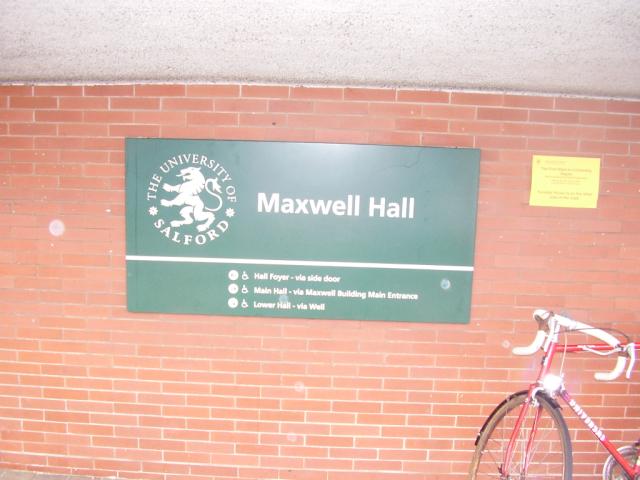 THE UNIVERSITY OF
SALFORD
Maxwell Hall
Hall Foyer - via side door
Main Hall - via Maxwell Building Main Entrance
Lower Hall - via Well
UNIVERSAL